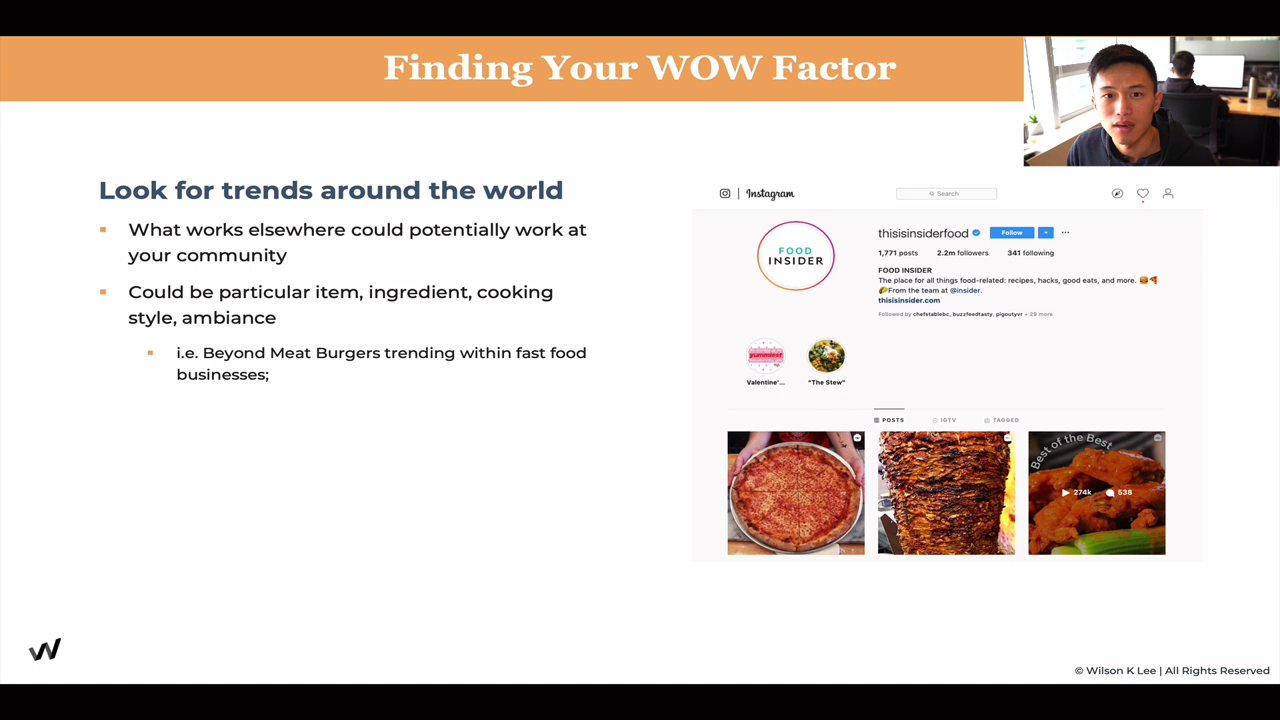 Finding Your WOW Factor
Look for trends around the world
What works elsewhere could potentially work at
your community
Could be particular item, ingredient, cooking
style, ambiance
i.e. Beyond Meat Burgers trending within fast food
businesses;
Instagram
Search
thisisinsiderfood
Follow
1,771 posts 2.2m followers 341 following
FOOD INSIDER
FOOD INSIDER
The place for all things food-related: recipes, hacks, good eats, and more.
From the team at @insider.
thisisinsider.com
Followed by chefstablebc, buzzfeedtasty, pigoutyvr + 29 more
yummiest
Valentine'... "The Stew"
POSTS IGTV TAGGED
Best of the Best
274k 538
W
© Wilson K Lee | All Rights Reserved